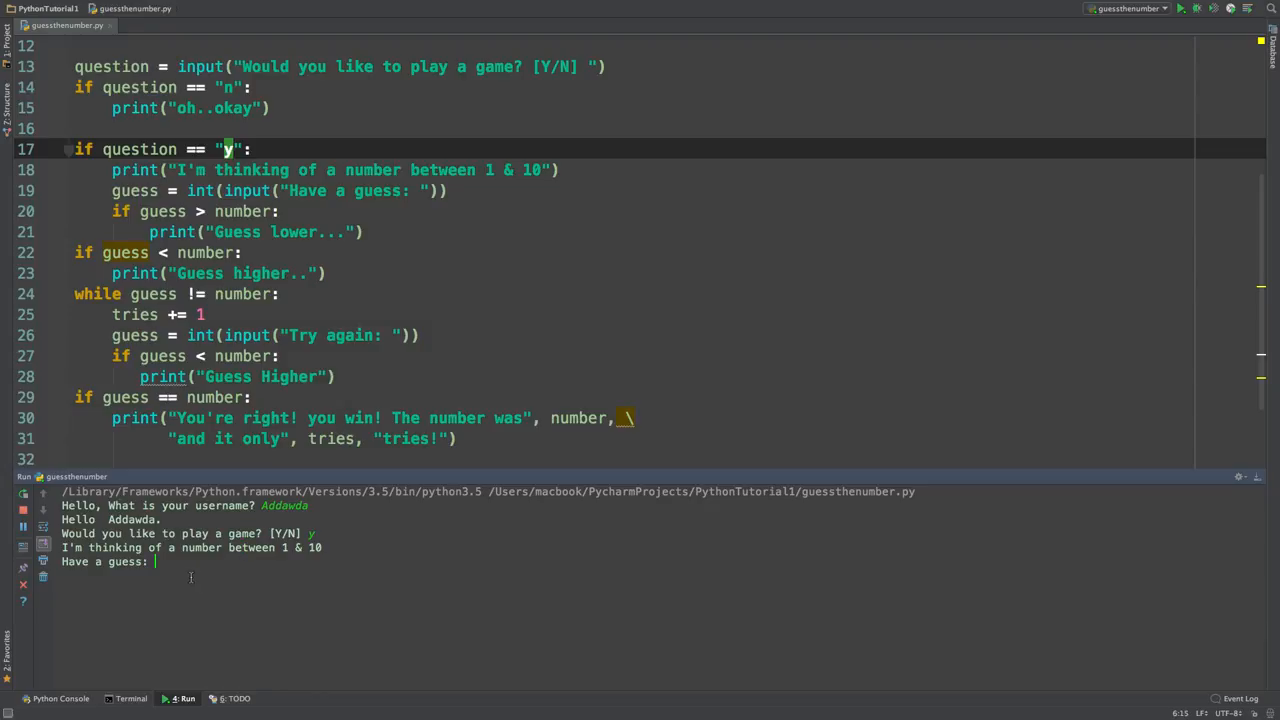 PythonTutorial1 guessthenumber.py guessthenumber
guessthenumber.py
1: Project
Z: Structure
2: Favorites
Database
12
13 question = input("Would you like to play a game? [Y/N] ")
14 if question == "n":
15 print("oh..okay")
16
17 if question == "y":
18 print("I'm thinking of a number between 1 & 10")
19 guess = int(input("Have a guess: "))
20 if guess > number:
21 print("Guess lower...")
22 if guess < number:
23 print("Guess higher..")
24 while guess != number:
25 tries += 1
26 guess = int(input("Try again: "))
27 if guess < number:
28 print("Guess Higher")
29 if guess == number:
30 print("You're right! you win! The number was", number, \
31 "and it only", tries, "tries!")
32
Run guessthenumber
/Library/Frameworks/Python.framework/Versions/3.5/bin/python3.5 /Users/macbook/PycharmProjects/PythonTutorial1/guessthenumber.py
Hello, What is your username? Addawda
Hello  Addawda.
Would you like to play a game? [Y/N] y
I'm thinking of a number between 1 & 10
Have a guess:
Python Console Terminal 4: Run 6: TODO Event Log
6:15 LF÷ UTF-8÷